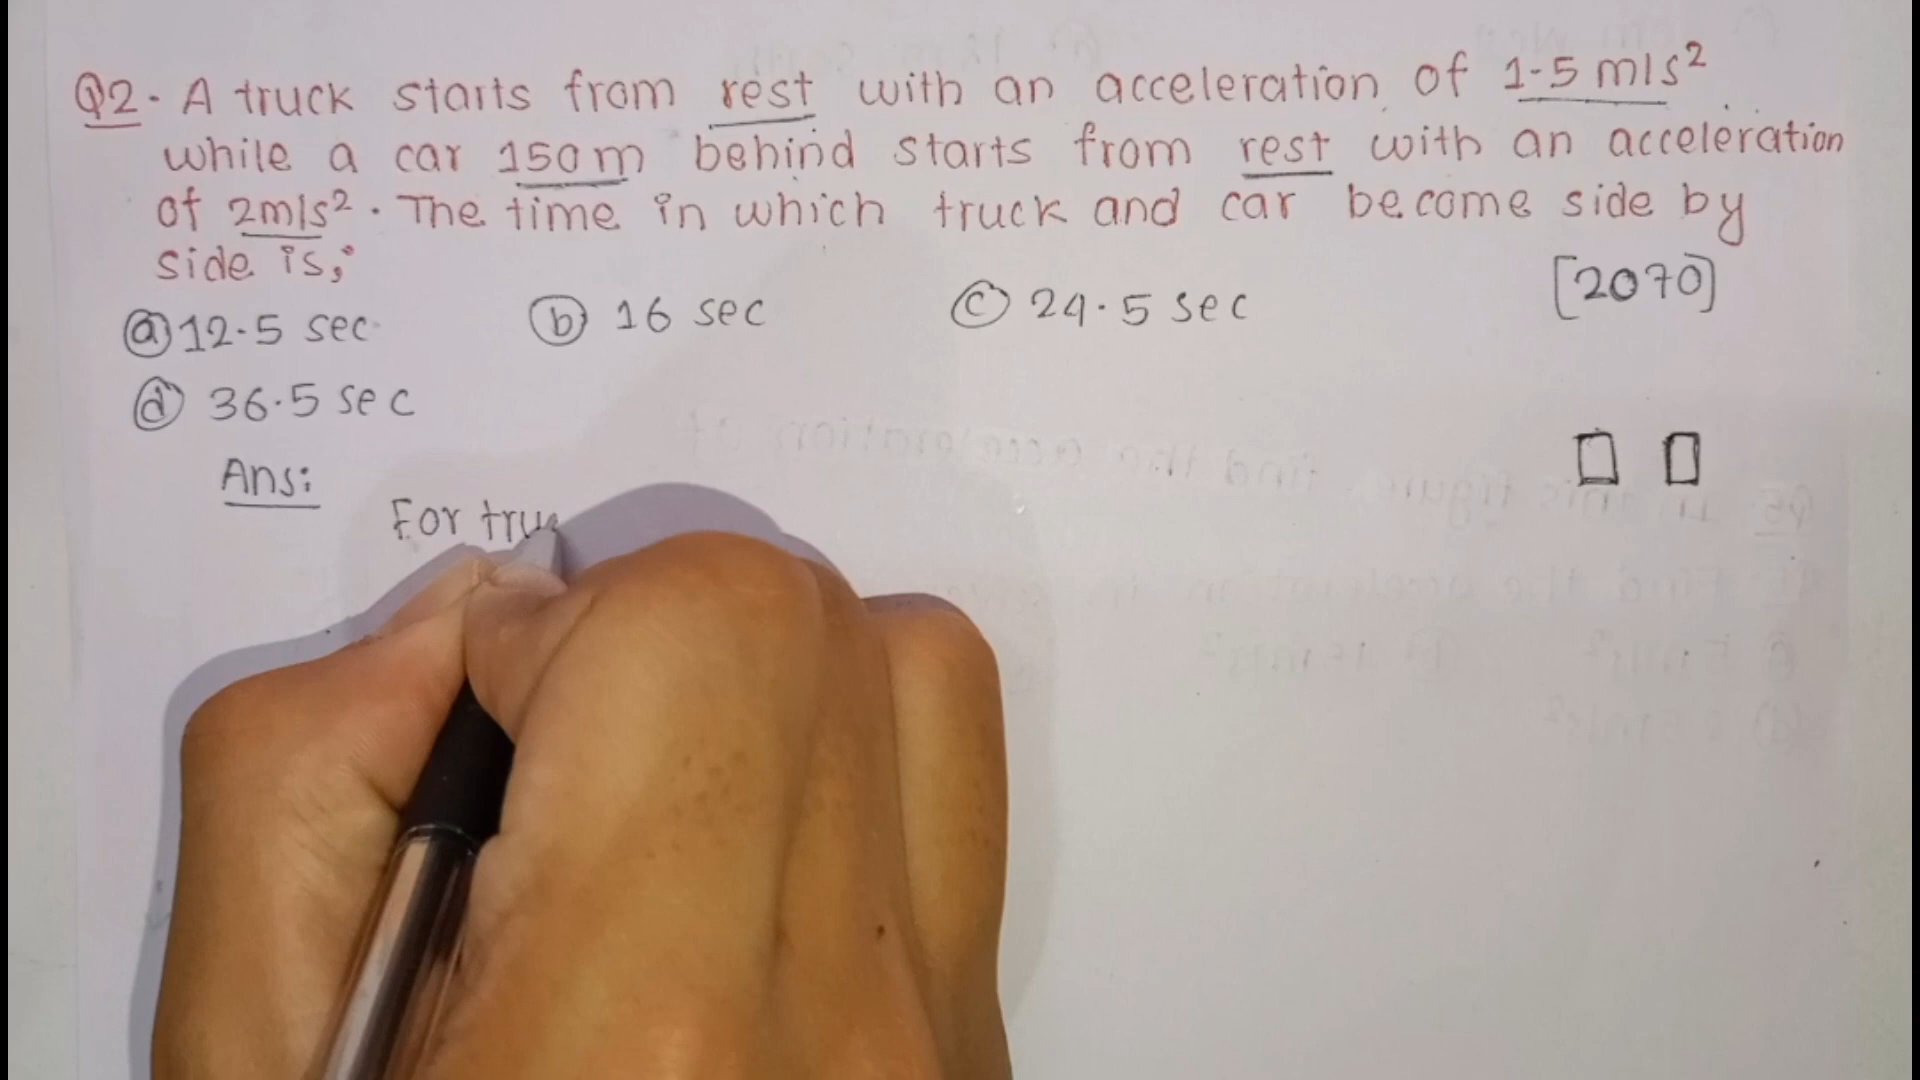 Q2. A truck starts from rest with an acceleration of 1.5 m/s²
while a car 150 m behind starts from rest with an acceleration
of 2m/s². The time in which truck and car become side by
side is;
[2070]
ⓐ 12.5 sec ⓑ 16 sec ⓒ 24.5 sec
ⓓ 36.5 sec
Ans:
For